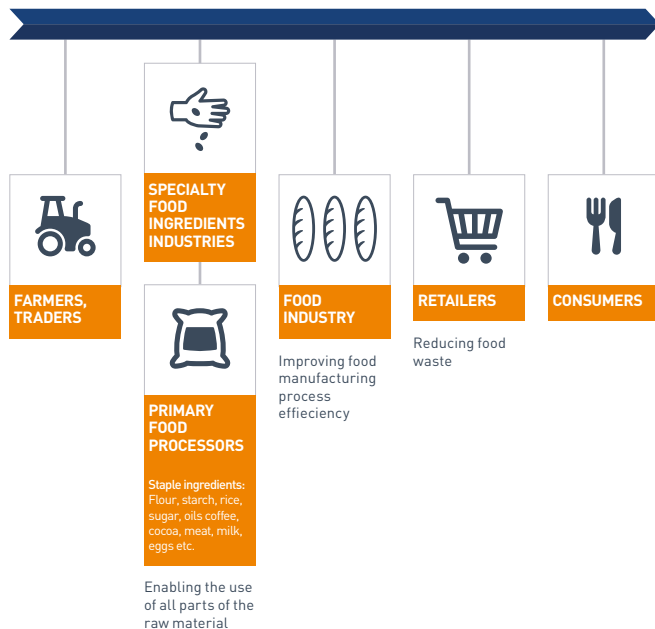 FARMERS,
TRADERS
SPECIALTY
FOOD
INGREDIENTS
INDUSTRIES
PRIMARY
FOOD
PROCESSORS
Staple ingredients:
Flour, starch, rice,
sugar, oils coffee,
cocoa, meat, milk,
eggs etc.
Enabling the use
of all parts of the
raw material
FOOD
INDUSTRY
Improving food
manufacturing
process
effieciency
RETAILERS
Reducing food
waste
CONSUMERS